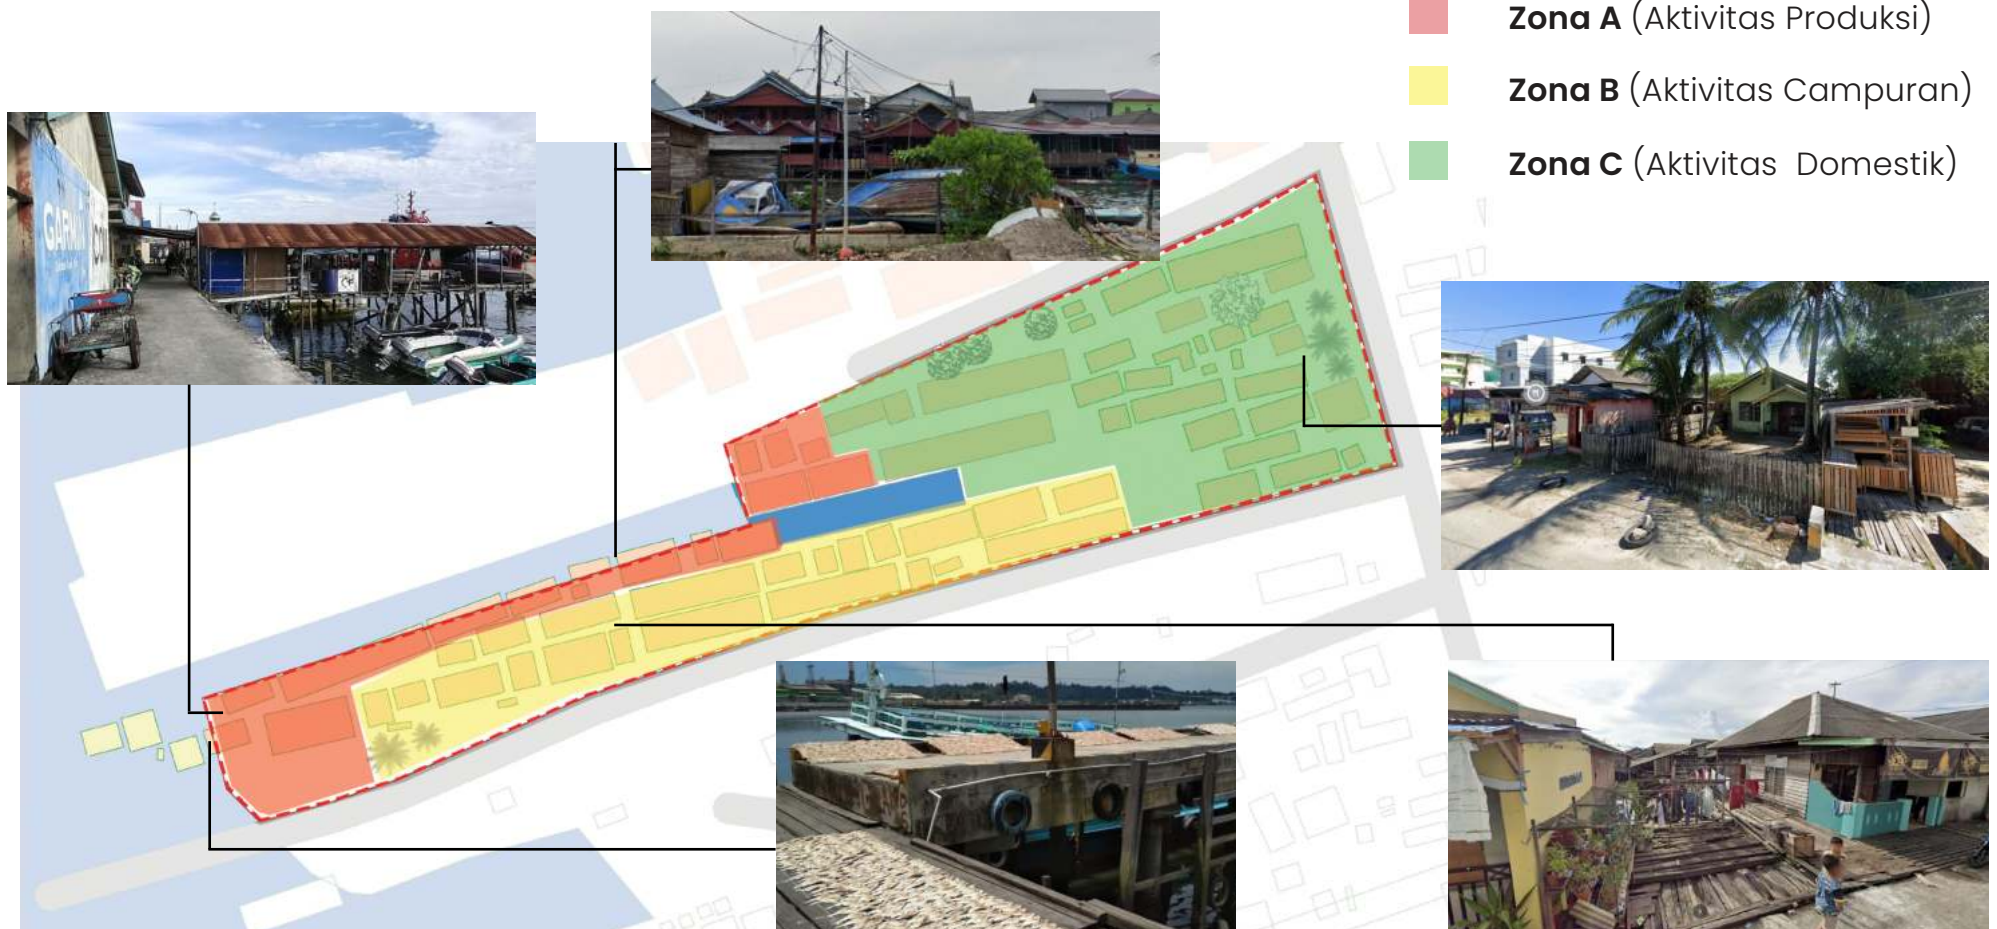 Zona A (Aktivitas Produksi)
Zona B (Aktivitas Campuran)
Zona C (Aktivitas Domestik)